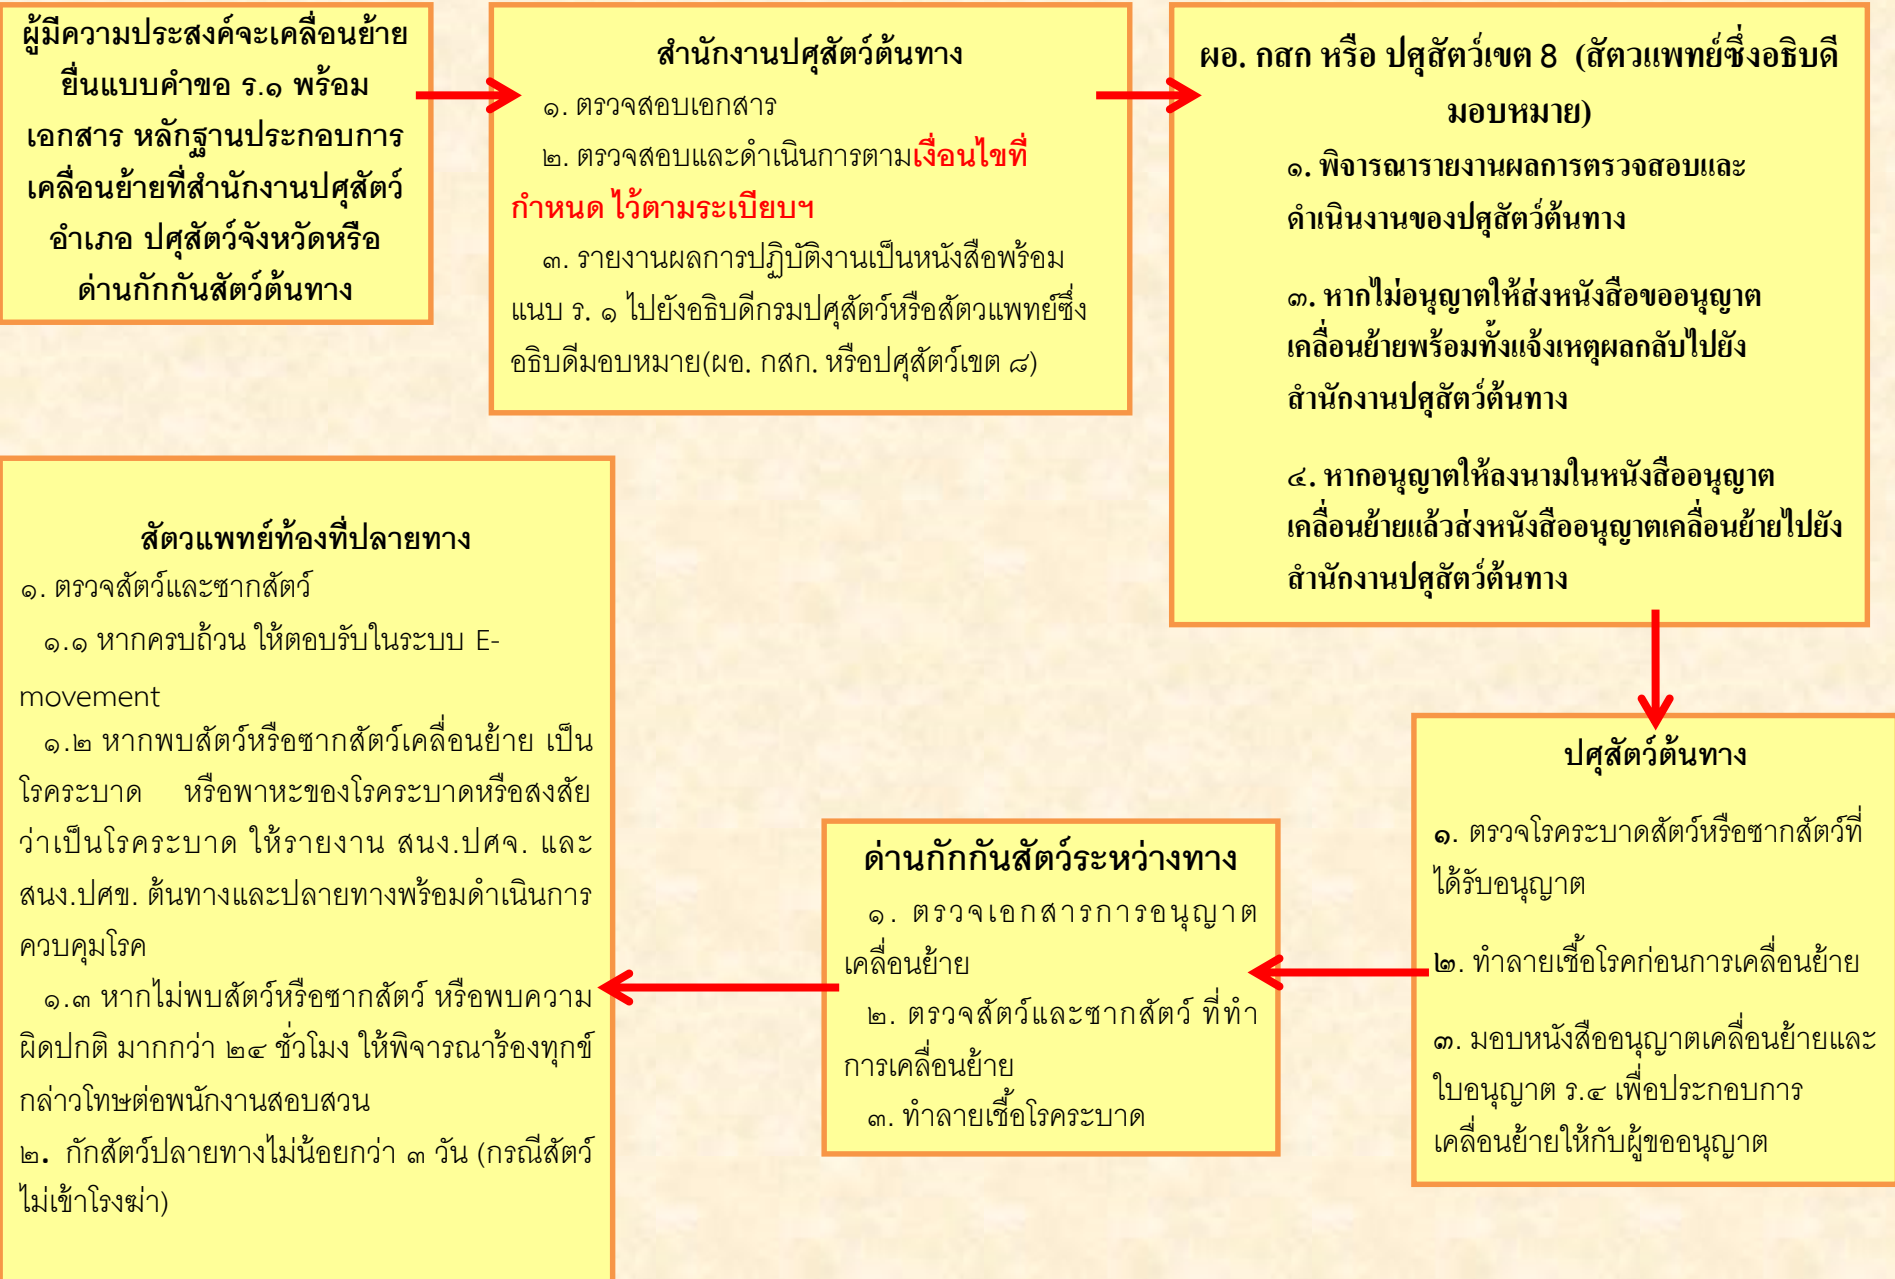 ผู้มีความประสงค์จะเคลื่อนย้าย
ยื่นแบบคำขอ ร.๑ พร้อม
เอกสาร หลักฐานประกอบการ
เคลื่อนย้ายที่สำนักงานปศุสัตว์
อำเภอ ปศุสัตว์จังหวัดหรือ
ด่านกักกันสัตว์ต้นทาง
สำนักงานปศุสัตว์ต้นทาง
๑. ตรวจสอบเอกสาร
๒. ตรวจสอบและดำเนินการตามเงื่อนไขที่
กำหนด ไว้ตามระเบียบฯ
๓. รายงานผลการปฏิบัติงานเป็นหนังสือพร้อม
แนบ ร. ๑ ไปยังอธิบดีกรมปศุสัตว์หรือสัตวแพทย์ซึ่ง
อธิบดีมอบหมาย(ผอ. กสก. หรือปศุสัตว์เขต ๘)
ผอ. กสก หรือ ปศุสัตว์เขต 8 (สัตวแพทย์ซึ่งอธิบดี
มอบหมาย)
๑. พิจารณารายงานผลการตรวจสอบและ
ดำเนินงานของปศุสัตว์ต้นทาง
๓. หากไม่อนุญาตให้ส่งหนังสือขออนุญาต
เคลื่อนย้ายพร้อมทั้งแจ้งเหตุผลกลับไปยัง
สำนักงานปศุสัตว์ต้นทาง
๔. หากอนุญาตให้ลงนามในหนังสืออนุญาต
เคลื่อนย้ายแล้วส่งหนังสืออนุญาตเคลื่อนย้ายไปยัง
สำนักงานปศุสัตว์ต้นทาง
ปศุสัตว์ต้นทาง
๑. ตรวจโรคระบาดสัตว์หรือซากสัตว์ที่
ได้รับอนุญาต
๒. ทำลายเชื้อโรคก่อนการเคลื่อนย้าย
๓. มอบหนังสืออนุญาตเคลื่อนย้ายและ
ใบอนุญาต ร.๔ เพื่อประกอบการ
เคลื่อนย้ายให้กับผู้ขออนุญาต
ด่านกักกันสัตว์ระหว่างทาง
๑. ตรวจเอกสารการอนุญาต
เคลื่อนย้าย
๒. ตรวจสัตว์และซากสัตว์ ที่ทำ
การเคลื่อนย้าย
๓. ทำลายเชื้อโรคระบาด
สัตวแพทย์ท้องที่ปลายทาง
๑. ตรวจสัตว์และซากสัตว์
๑.๑ หากครบถ้วน ให้ตอบรับในระบบ E-
movement
๑.๒ หากพบสัตว์หรือซากสัตว์เคลื่อนย้าย เป็น
โรคระบาด หรือพาหะของโรคระบาดหรือสงสัย
ว่าเป็นโรคระบาด ให้รายงาน สนง.ปศจ. และ
สนง.ปศข. ต้นทางและปลายทางพร้อมดำเนินการ
ควบคุมโรค
๑.๓ หากไม่พบสัตว์หรือซากสัตว์ หรือพบความ
ผิดปกติ มากกว่า ๒๔ ชั่วโมง ให้พิจารณาร้องทุกข์
กล่าวโทษต่อพนักงานสอบสวน
๒. กักสัตว์ปลายทางไม่น้อยกว่า ๓ วัน (กรณีสัตว์
ไม่เข้าโรงฆ่า)